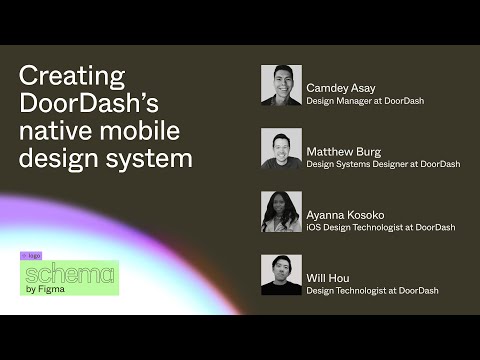 Creating
DoorDash’s
native mobile
design system
Camdey Asay
Design Manager at DoorDash
Matthew Burg
Design Systems Designer at DoorDash
Ayanna Kosoko
iOS Design Technologist at DoorDash
Will Hou
Design Technologist at DoorDash
logo
schema
by Figma